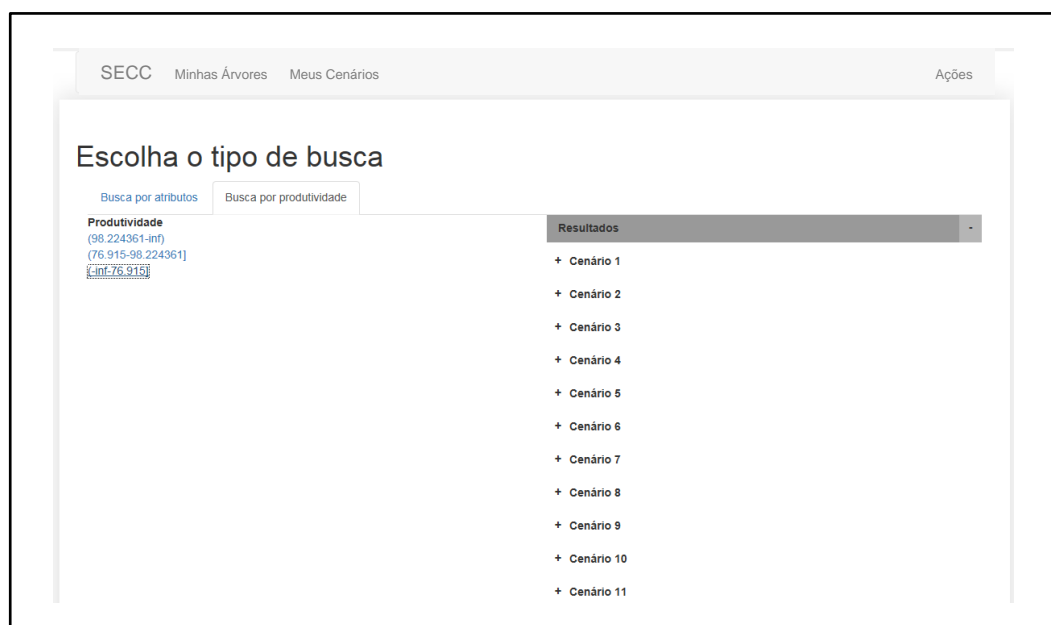 SECC Minhas Árvores Meus Cenários Ações
Escolha o tipo de busca
Busca por atributos Busca por produtividade
Produtividade
(98.224361-inf)
(76.915-98.224361]
(-inf-76.915]
Resultados -
+ Cenário 1
+ Cenário 2
+ Cenário 3
+ Cenário 4
+ Cenário 5
+ Cenário 6
+ Cenário 7
+ Cenário 8
+ Cenário 9
+ Cenário 10
+ Cenário 11